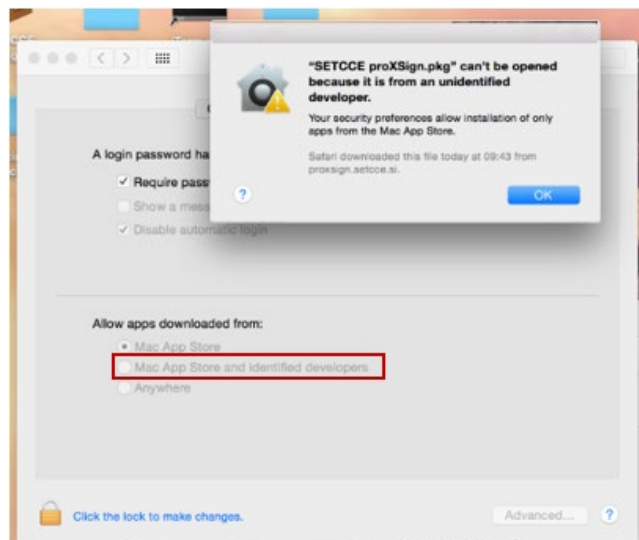 "SETCCE proXSign.pkg" can't be opened
because it is from an unidentified
developer.
Your security preferences allow installation of only
apps from the Mac App Store.
Safari downloaded this file today at 09:43 from
proxsign.setcce.si.
?
OK
A login password ha
Require pass
Show a mess
Disable automatic login
Allow apps downloaded from:
Mac App Store
Mac App Store and identified developers
Anywhere
Click the lock to make changes.
Advanced...
?